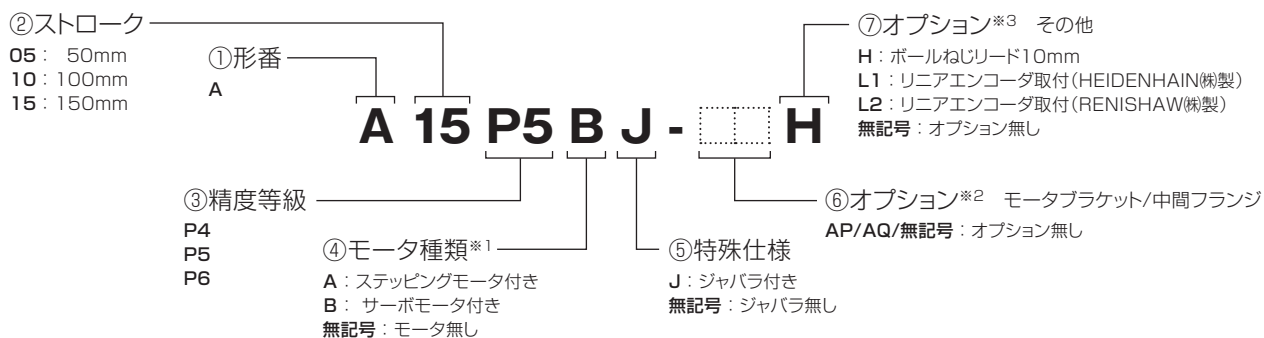 ②ストローク
05： 50mm
10：100mm
15：150mm
①形番
A
⑦オプション※3 その他
H：ボールねじリード10mm
L1：リニアエンコーダ取付（HEIDENHAIN㈱製）
L2：リニアエンコーダ取付（RENISHAW㈱製）
無記号：オプション無し
A 15 P5 B J - H
③精度等級
P4
P5
P6
④モータ種類※1
A：ステッピングモータ付き
B： サーボモータ付き
無記号：モータ無し
⑤特殊仕様
J：ジャバラ付き
無記号：ジャバラ無し
⑥オプション※2 モータブラケット/中間フランジ
AP/AQ/無記号：オプション無し